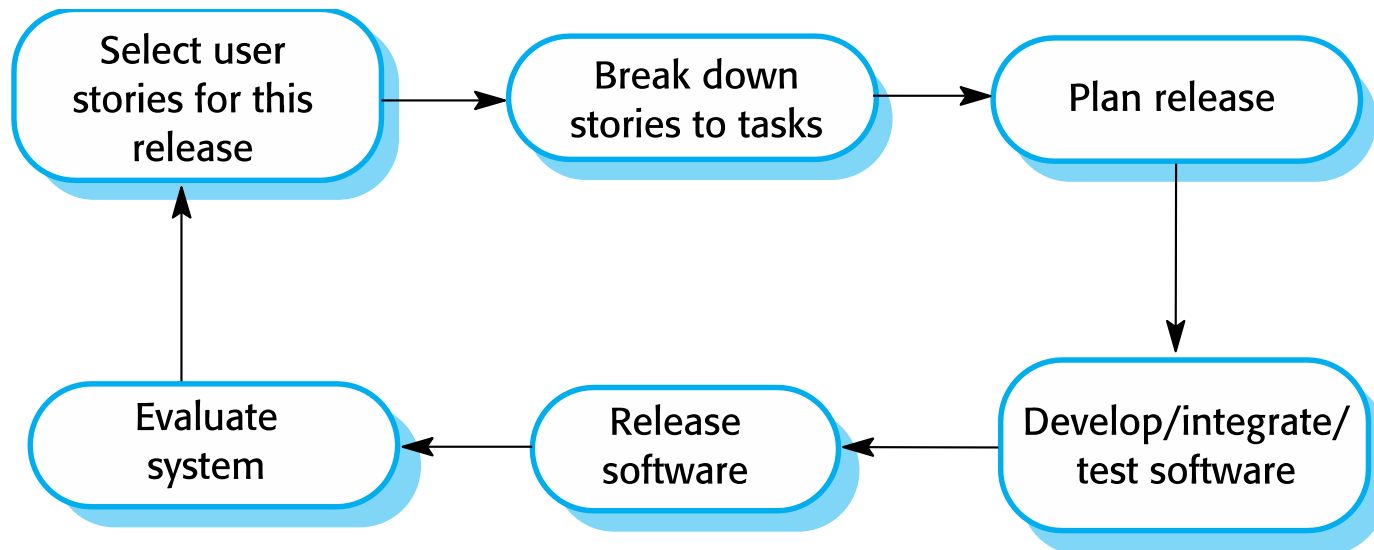 Select user
stories for this
release
Break down
stories to tasks
Plan release
Develop/integrate/
test software
Release
software
Evaluate
system